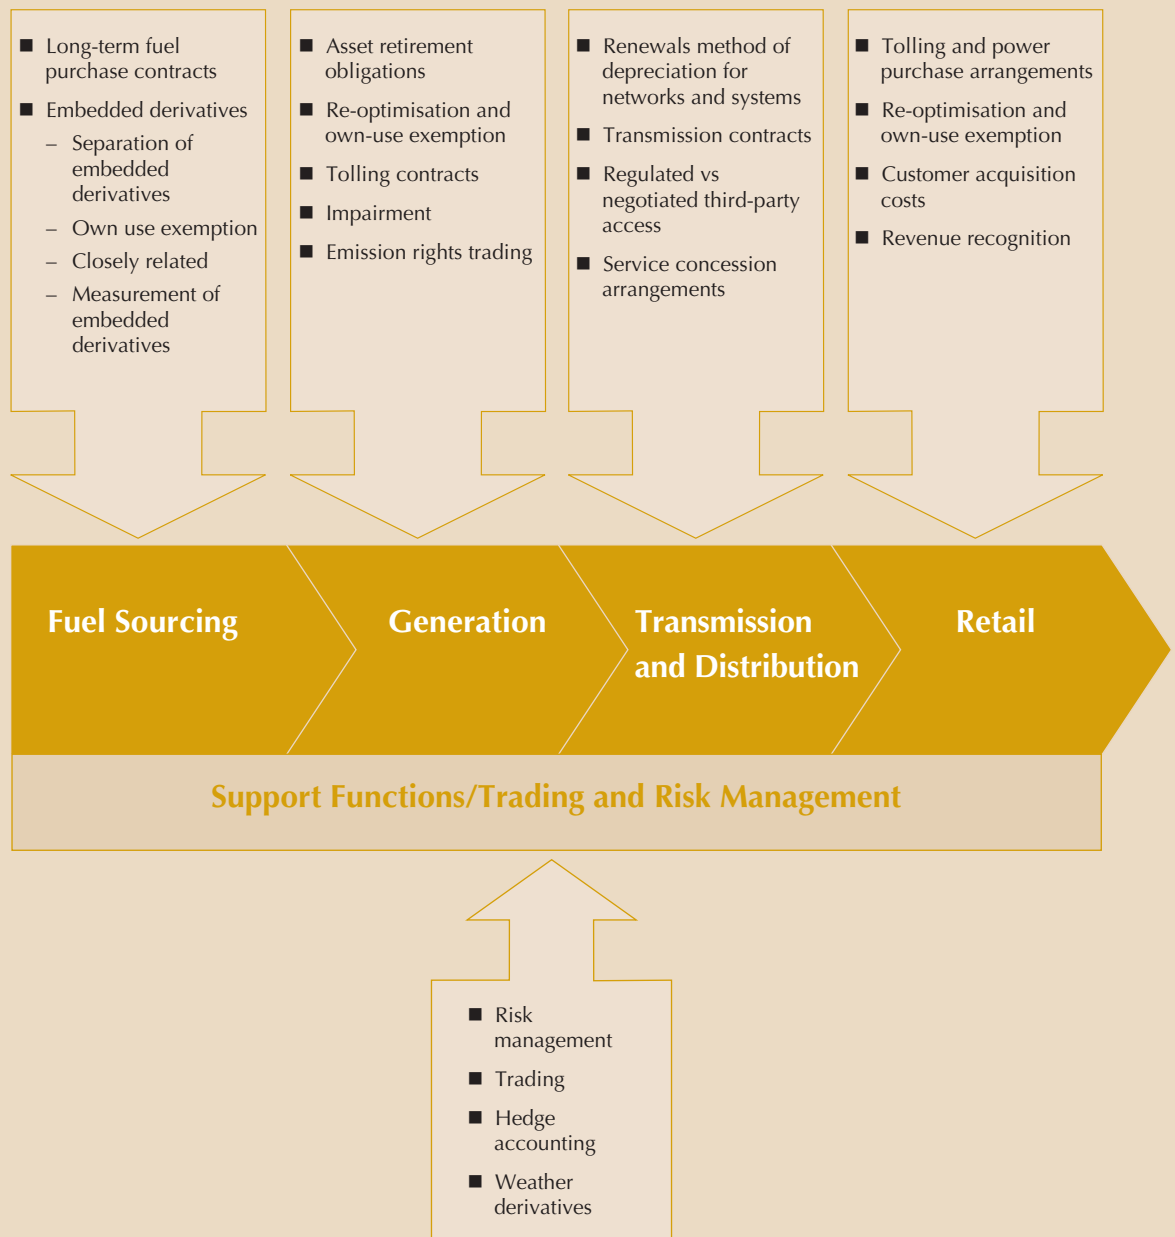 ■ Long-term fuel
purchase contracts
■ Embedded derivatives
– Separation of
embedded
derivatives
– Own use exemption
– Closely related
– Measurement of
embedded
derivatives
■ Asset retirement
obligations
■ Re-optimisation and
own-use exemption
■ Tolling contracts
■ Impairment
■ Emission rights trading
■ Renewals method of
depreciation for
networks and systems
■ Transmission contracts
■ Regulated vs
negotiated third-party
access
■ Service concession
arrangements
■ Tolling and power
purchase arrangements
■ Re-optimisation and
own-use exemption
■ Customer acquisition
costs
■ Revenue recognition
Fuel Sourcing
Generation
Transmission
and Distribution
Retail
Support Functions/Trading and Risk Management
■ Risk
management
■ Trading
■ Hedge
accounting
■ Weather
derivatives